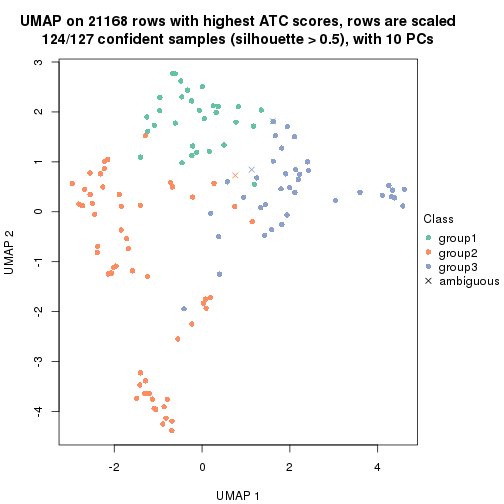 UMAP on 21168 rows with highest ATC scores, rows are scaled
124/127 confident samples (silhouette > 0.5), with 10 PCs
3
2
1
0
-1
-2
-3
-4
UMAP 2
-2
0
2
4
UMAP 1
Class
group1
group2
group3
ambiguous